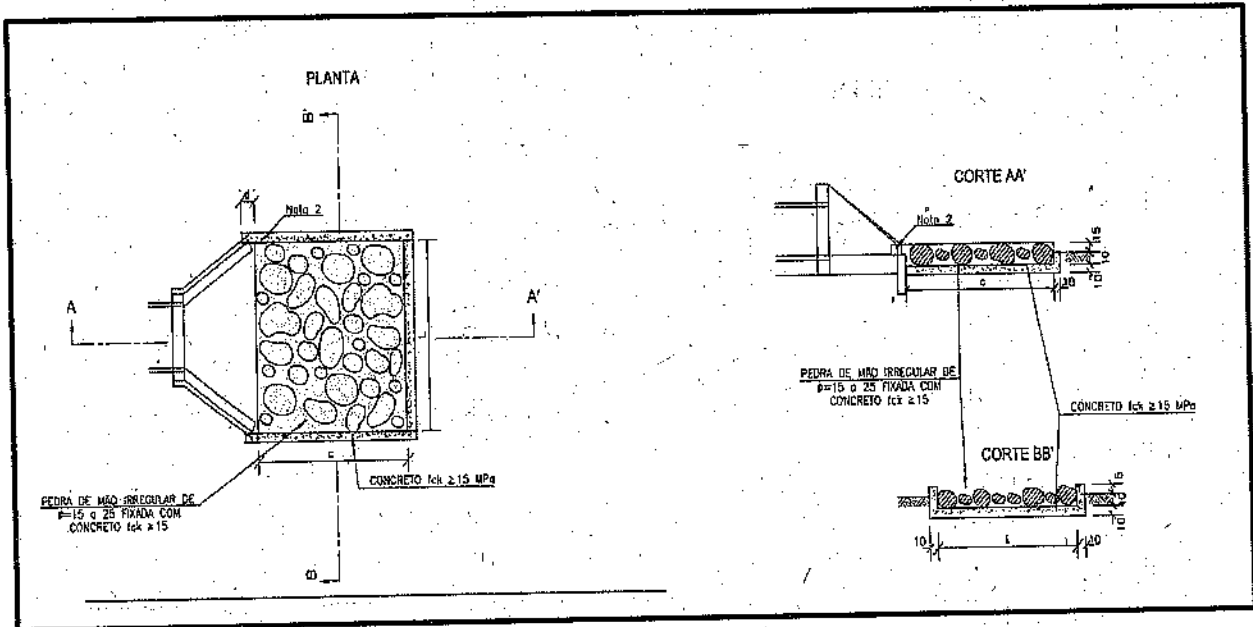 PLANTA
B'
d
Nota 2
A
A'
L
c
CONCRETO fck ≥ 15 MPa
PEDRA DE MÃO IRREGULAR DE
ϕ=15 a 25 FIXADA COM
CONCRETO fck ≥ 15
B
CORTE AA'
Nota 2
15
10
10
10
PEDRA DE MÃO IRREGULAR DE
ϕ=15 a 25 FIXADA COM
CONCRETO fck ≥ 15
CONCRETO fck ≥ 15 MPa
CORTE BB'
15
10
10
10
10